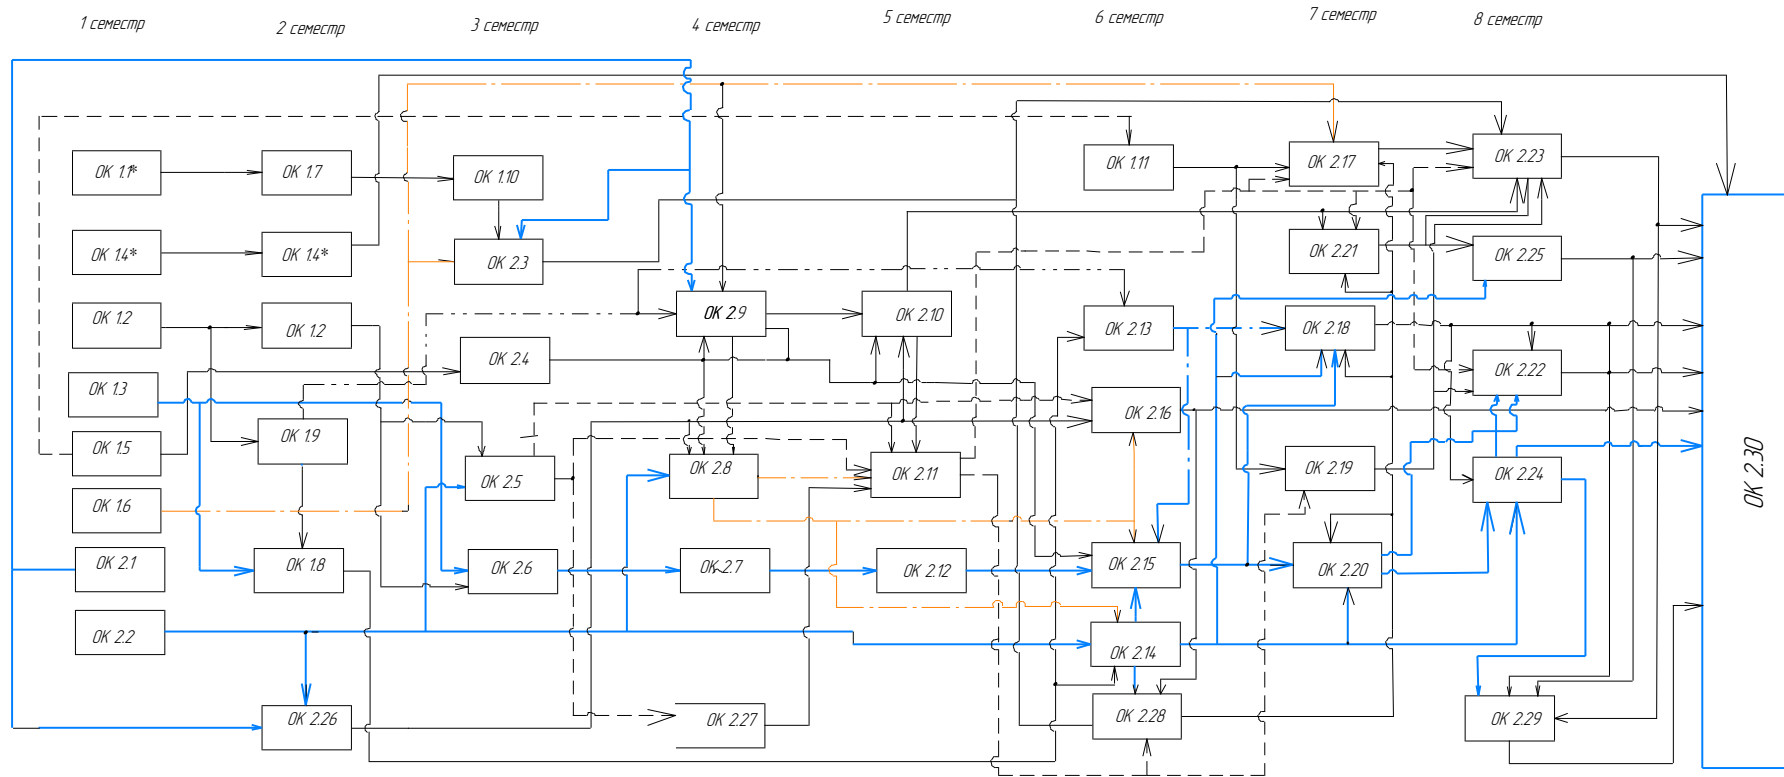 1 семестр
2 семестр
3 семестр
4 семестр
5 семестр
6 семестр
7 семестр
8 семестр
ОК 1.1*
ОК 1.4*
ОК 1.2
ОК 1.3
ОК 1.5
ОК 1.6
ОК 2.1
ОК 2.2
ОК 1.7
ОК 1.4*
ОК 1.2
ОК 1.9
ОК 1.8
ОК 2.26
ОК 1.10
ОК 2.3
ОК 2.4
ОК 2.5
ОК 2.6
ОК 2.9
ОК 2.8
ОК 2.7
ОК 2.27
ОК 2.10
ОК 2.11
ОК 2.12
ОК 1.11
ОК 2.13
ОК 2.16
ОК 2.15
ОК 2.14
ОК 2.28
ОК 2.17
ОК 2.21
ОК 2.18
ОК 2.19
ОК 2.20
ОК 2.23
ОК 2.25
ОК 2.22
ОК 2.24
ОК 2.29
ОК 2.30